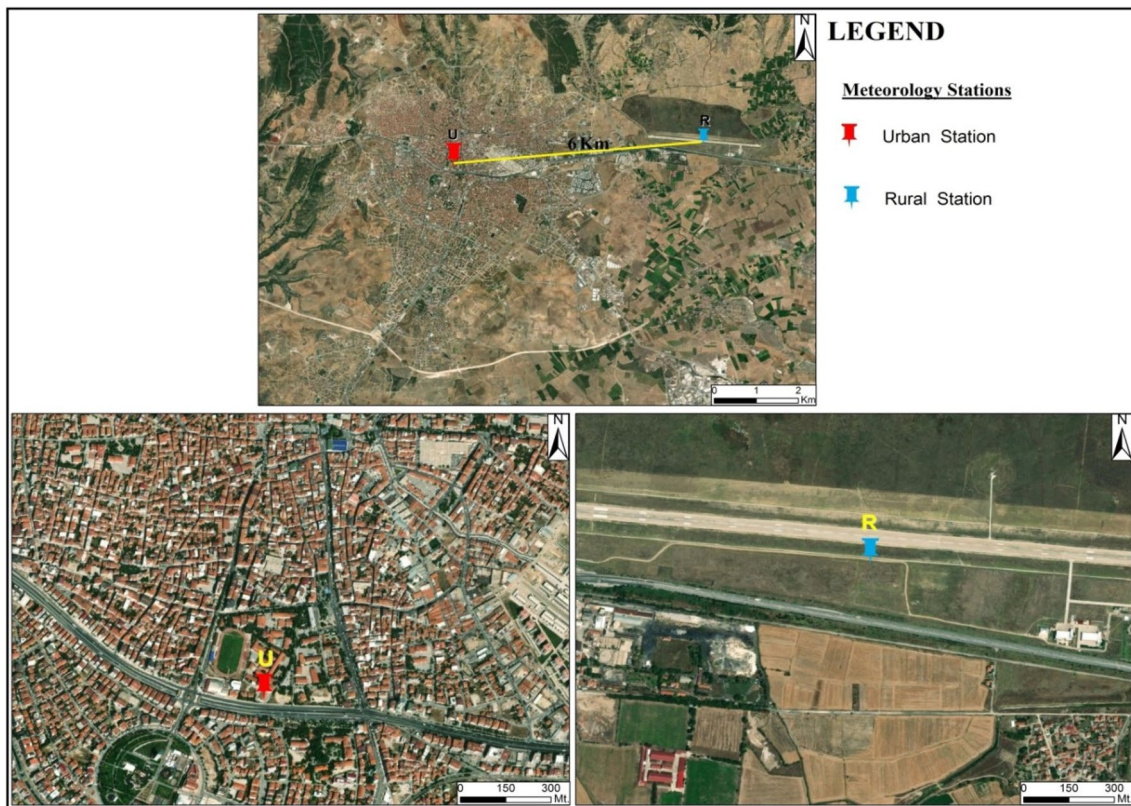 N
LEGEND
Meteorology Stations
Urban Station
Rural Station
U
R
6 Km
0 1 2
Km
N
U
0 150 300
Mt.
N
R
0 150 300
Mt.